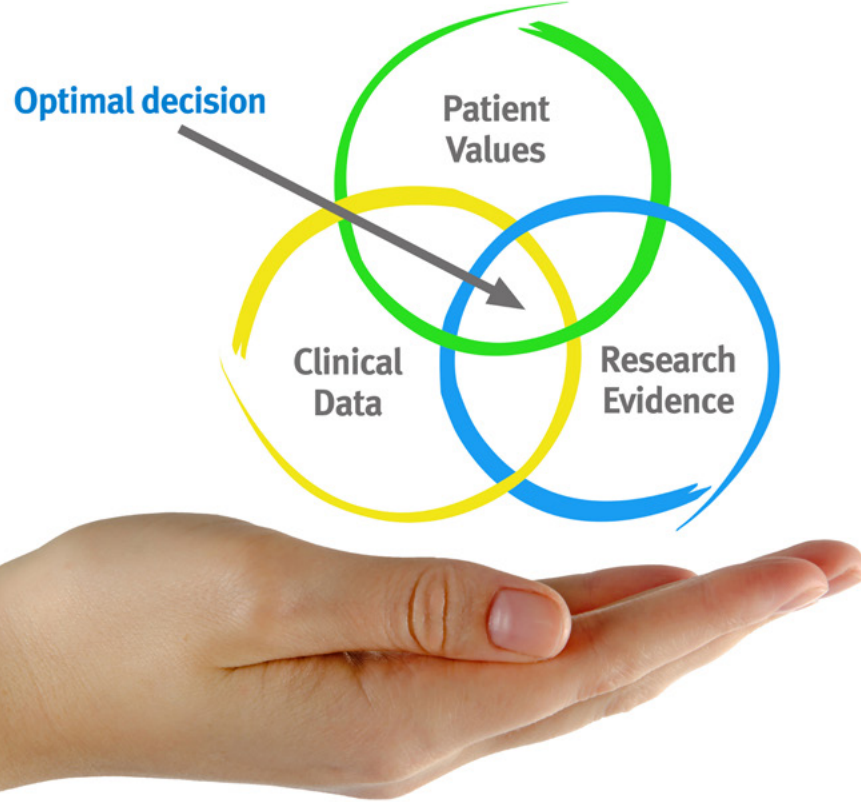 Optimal decision
Patient
Values
Clinical
Data
Research
Evidence